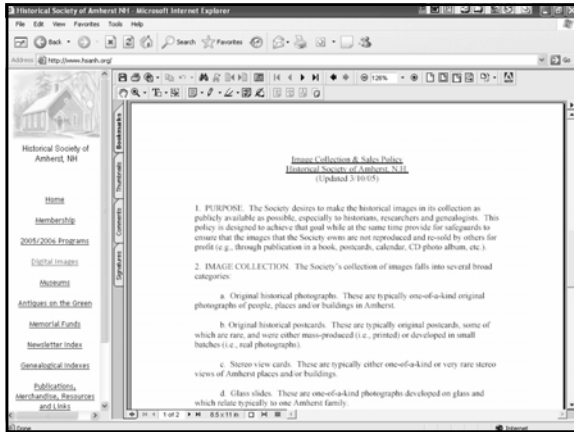 Historical Society of Amherst NH - Microsoft Internet Explorer
File Edit View Favorites Tools Help
Back Search Favorites
Address http://www.hsanh.org/ Go
128%
Historical Society of
Amherst, NH
Home
Membership
2005/2006 Programs
Digital Images
Museums
Antiques on the Green
Memorial Funds
Newsletter Index
Genealogical Indexes
Publications,
Merchandise, Resources
and Links
Bookmarks
Thumbnails
Comments
Signatures
Image Collection & Sales Policy
Historical Society of Amherst, N.H.
(Updated 3/10/05)
1. PURPOSE. The Society desires to make the historical images in its collection as
publicly available as possible, especially to historians, researchers and genealogists. This
policy is designed to achieve that goal while at the same time provide for safeguards to
ensure that the images that the Society owns are not reproduced and re-sold by others for
profit (e.g., through publication in a book, postcards, calendar, CD photo album, etc.).
2. IMAGE COLLECTION. The Society's collection of images falls into several broad
categories:
a. Original historical photographs. These are typically one-of-a-kind original
photographs of people, places and/or buildings in Amherst.
b. Original historical postcards. These are typically original postcards, some of
which are rare, and were either mass-produced (i.e., printed) or developed in small
batches (i.e., real photographs).
c. Stereo view cards. These are typically either one-of-a-kind or very rare stereo
views of Amherst places and/or buildings.
d. Glass slides. These are one-of-a-kind photographs developed on glass and
which relate typically to one Amherst family.
1 of 2 8.5 x 11 in
Done Internet